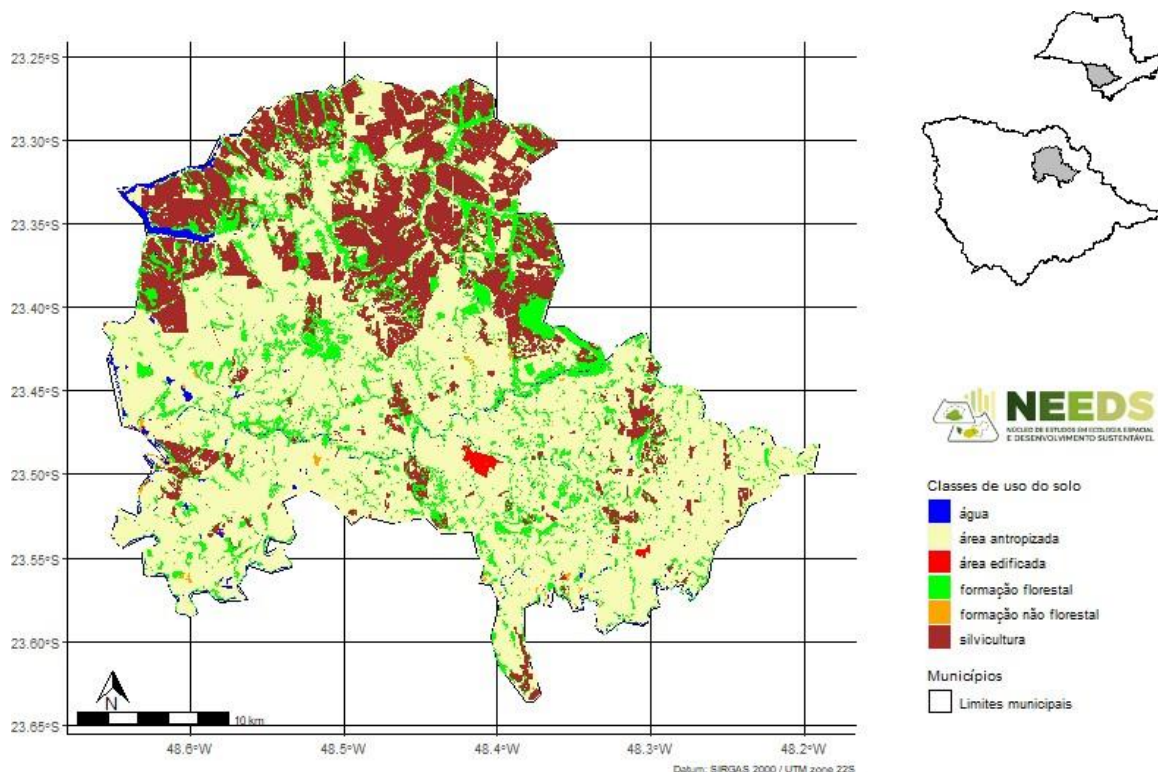 23.25°S
23.30°S
23.35°S
23.40°S
23.45°S
23.50°S
23.55°S
23.60°S
23.65°S
N
10 km
48.6°W
48.5°W
48.4°W
48.3°W
48.2°W
Datum: SIRGAS 2000 / UTM zone 22S
NEEDS
NÚCLEO DE ESTUDOS EM ECOLOGIA ESPACIAL
E DESENVOLVIMENTO SUSTENTÁVEL
Classes de uso do solo
água
área antropizada
área edificada
formação florestal
formação não florestal
silvicultura
Municípios
Limites municipais